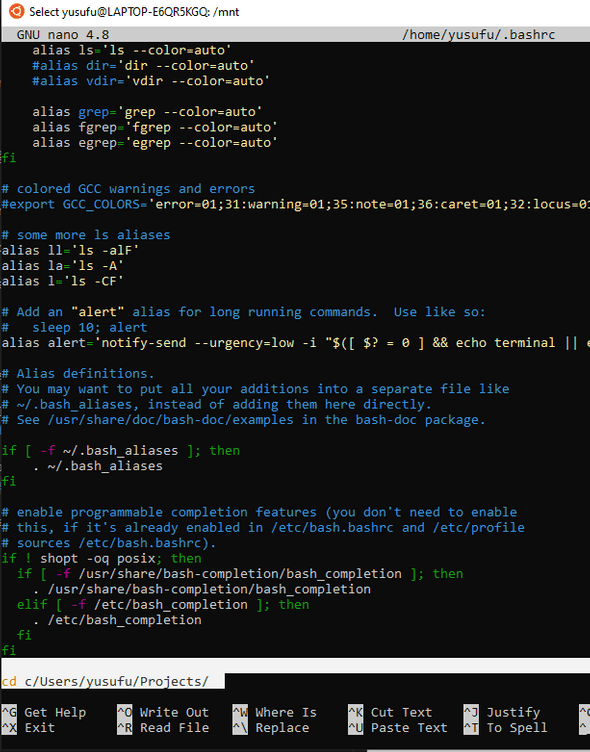 Select yusufu@LAPTOP-E6QR5KGQ: /mnt
GNU nano 4.8 /home/yusufu/.bashrc
alias ls='ls --color=auto'
#alias dir='dir --color=auto'
#alias vdir='vdir --color=auto'
alias grep='grep --color=auto'
alias fgrep='fgrep --color=auto'
alias egrep='egrep --color=auto'
fi
# colored GCC warnings and errors
#export GCC_COLORS='error=01;31:warning=01;35:note=01;36:caret=01;32:locus=01
# some more ls aliases
alias ll='ls -alF'
alias la='ls -A'
alias l='ls -CF'
# Add an "alert" alias for long running commands.  Use like so:
#   sleep 10; alert
alias alert='notify-send --urgency=low -i "$([ $? = 0 ] && echo terminal || e
# Alias definitions.
# You may want to put all your additions into a separate file like
# ~/.bash_aliases, instead of adding them here directly.
# See /usr/share/doc/bash-doc/examples in the bash-doc package.
if [ -f ~/.bash_aliases ]; then
. ~/.bash_aliases
fi
# enable programmable completion features (you don't need to enable
# this, if it's already enabled in /etc/bash.bashrc and /etc/profile
# sources /etc/bash.bashrc).
if ! shopt -oq posix; then
if [ -f /usr/share/bash-completion/bash_completion ]; then
. /usr/share/bash-completion/bash_completion
elif [ -f /etc/bash_completion ]; then
. /etc/bash_completion
fi
fi
cd c/Users/yusufu/Projects/
^G Get Help ^O Write Out ^W Where Is ^K Cut Text ^J Justify
^X Exit ^R Read File ^\ Replace ^U Paste Text ^T To Spell